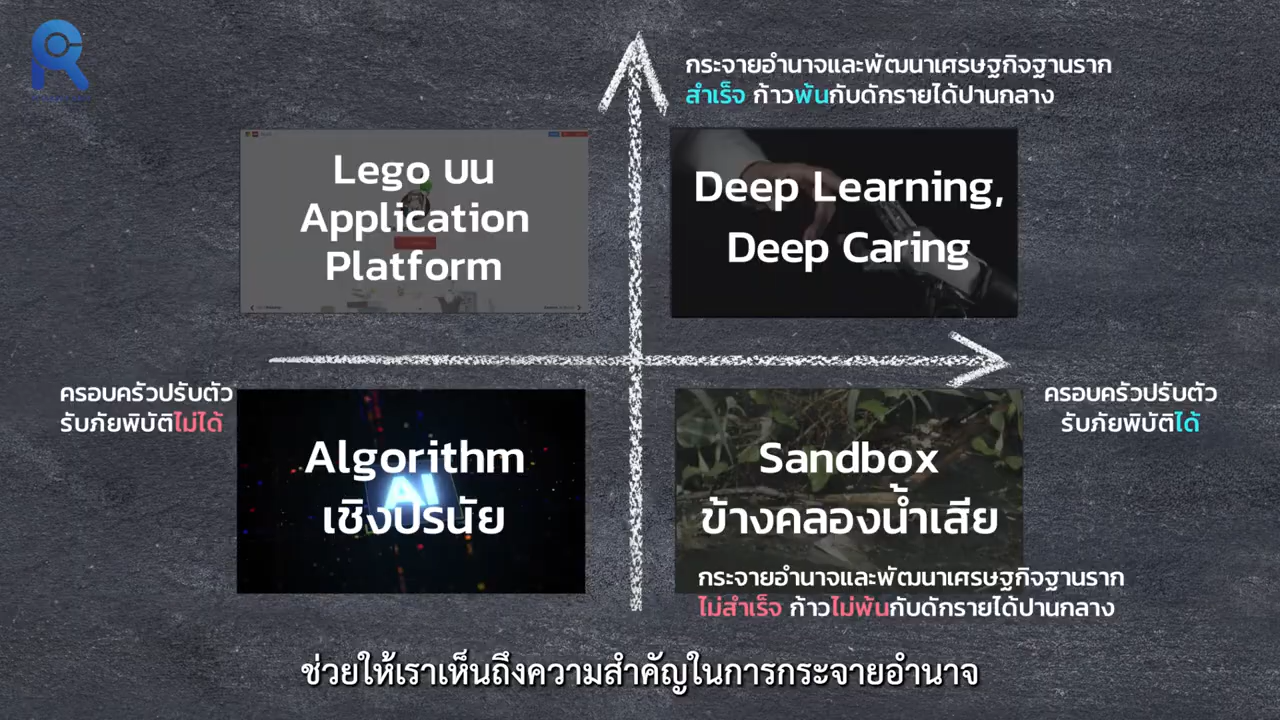 กระจายอำนาจและพัฒนาเศรษฐกิจฐานราก
สำเร็จ ก้าวพ้นกับดักรายได้ปานกลาง
Lego บน
Application
Platform
Deep Learning,
Deep Caring
ครอบครัวปรับตัว
รับภัยพิบัติไม่ได้
ครอบครัวปรับตัว
รับภัยพิบัติได้
Algorithm
AI
เชิงปรนัย
Sandbox
ข้างคลองน้ำเสีย
กระจายอำนาจและพัฒนาเศรษฐกิจฐานราก
ไม่สำเร็จ ก้าวไม่พ้นกับดักรายได้ปานกลาง
ช่วยให้เราเห็นถึงความสำคัญในการกระจายอำนาจ